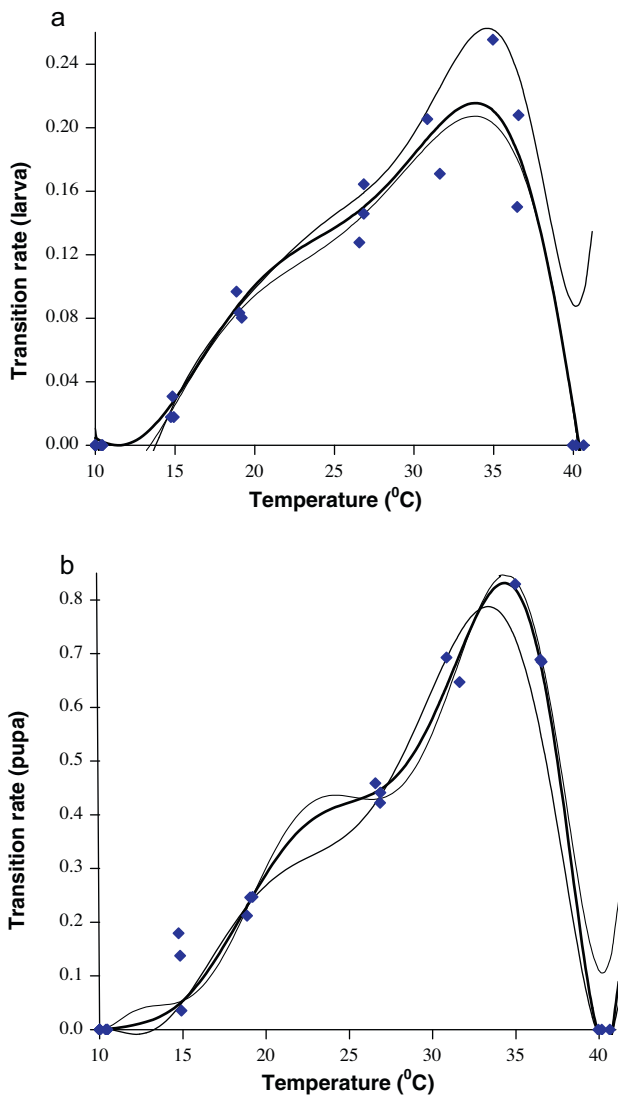 a
0.24
0.20
0.16
0.12
0.08
0.04
0.00
Transition rate (larva)
10 15 20 25 30 35 40
Temperature (⁰C)
b
0.8
0.7
0.6
0.5
0.4
0.3
0.2
0.1
0.0
Transition rate (pupa)
10 15 20 25 30 35 40
Temperature (⁰C)